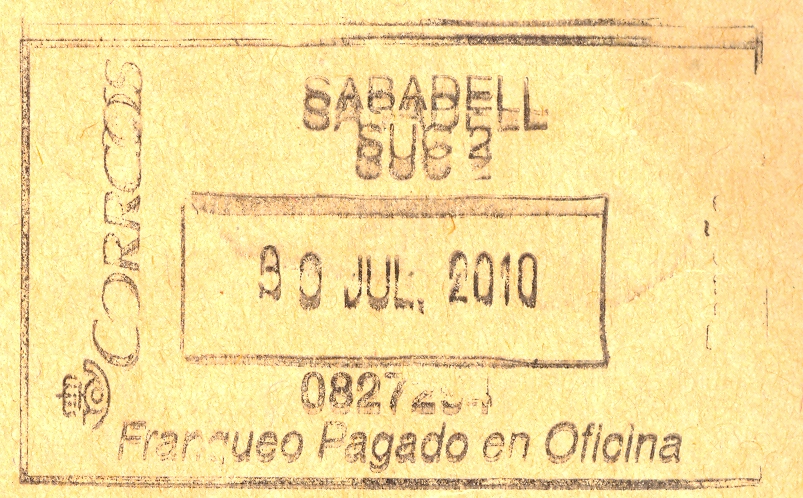 CORREOS
SABADELL
SUC 2
30 JUL. 2010
Franqueo Pagado en Oficina